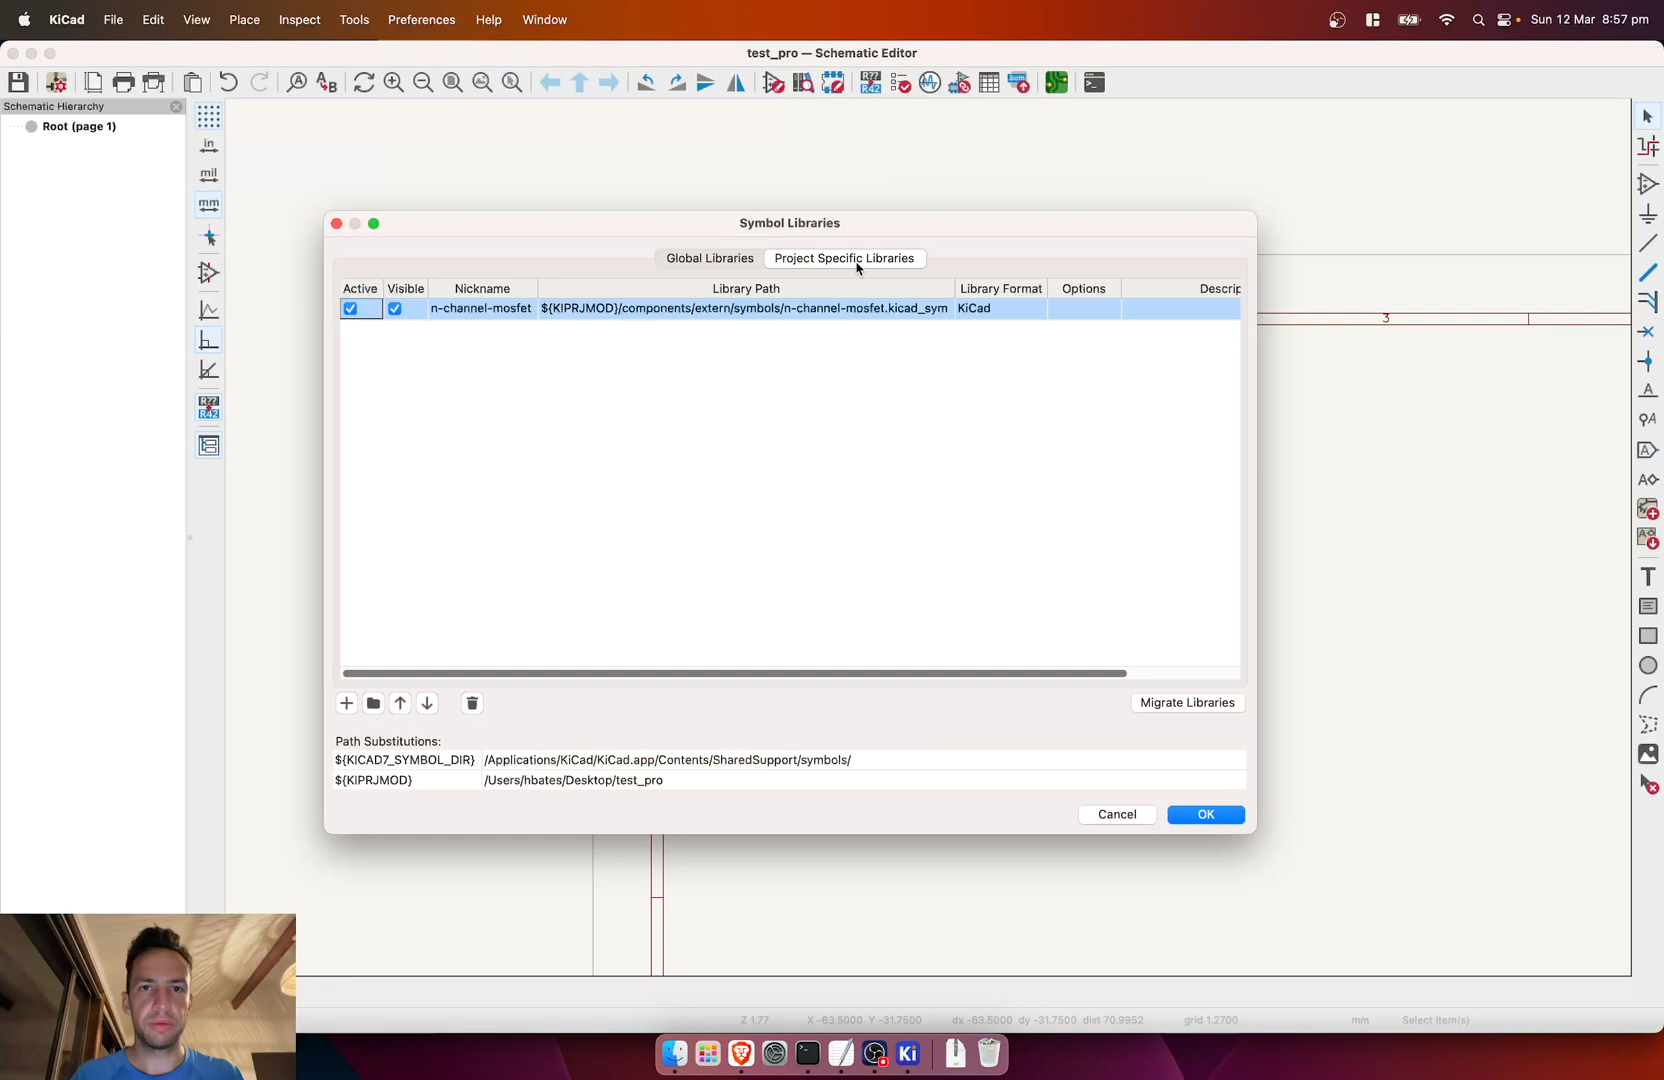 KiCad File Edit View Place Inspect Tools Preferences Help Window Sun 12 Mar 8:57 pm
test_pro — Schematic Editor
Schematic Hierarchy
Root (page 1)
in
mil
mm
R??
R42
R??
R42
bom
Symbol Libraries
Global Libraries Project Specific Libraries
Active Visible Nickname Library Path Library Format Options Descrip
n-channel-mosfet ${KIPRJMOD}/components/extern/symbols/n-channel-mosfet.kicad_sym KiCad
3
Migrate Libraries
Path Substitutions:
${KICAD7_SYMBOL_DIR} /Applications/KiCad/KiCad.app/Contents/SharedSupport/symbols/
${KIPRJMOD} /Users/hbates/Desktop/test_pro
Cancel OK
Z 1.77 X -63.5000 Y -31.7500 dx -63.5000 dy -31.7500 dist 70.9952 grid 1.2700 mm Select item(s)
Ki